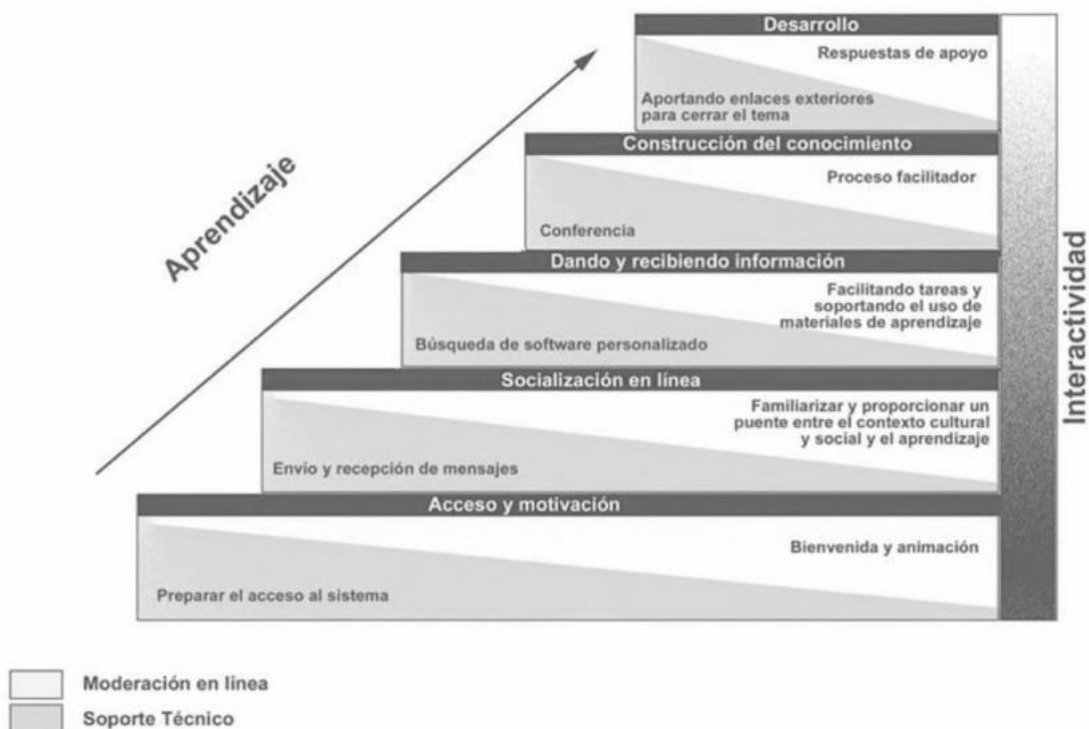 Desarrollo
Respuestas de apoyo
Aportando enlaces exteriores
para cerrar el tema
Construcción del conocimiento
Proceso facilitador
Conferencia
Dando y recibiendo información
Facilitando tareas y
soportando el uso de
materiales de aprendizaje
Búsqueda de software personalizado
Socialización en línea
Familiarizar y proporcionar un
puente entre el contexto cultural
y social y el aprendizaje
Envio y recepción de mensajes
Acceso y motivación
Bienvenida y animación
Preparar el acceso al sistema
Aprendizaje
Interactividad
Moderación en línea
Soporte Técnico